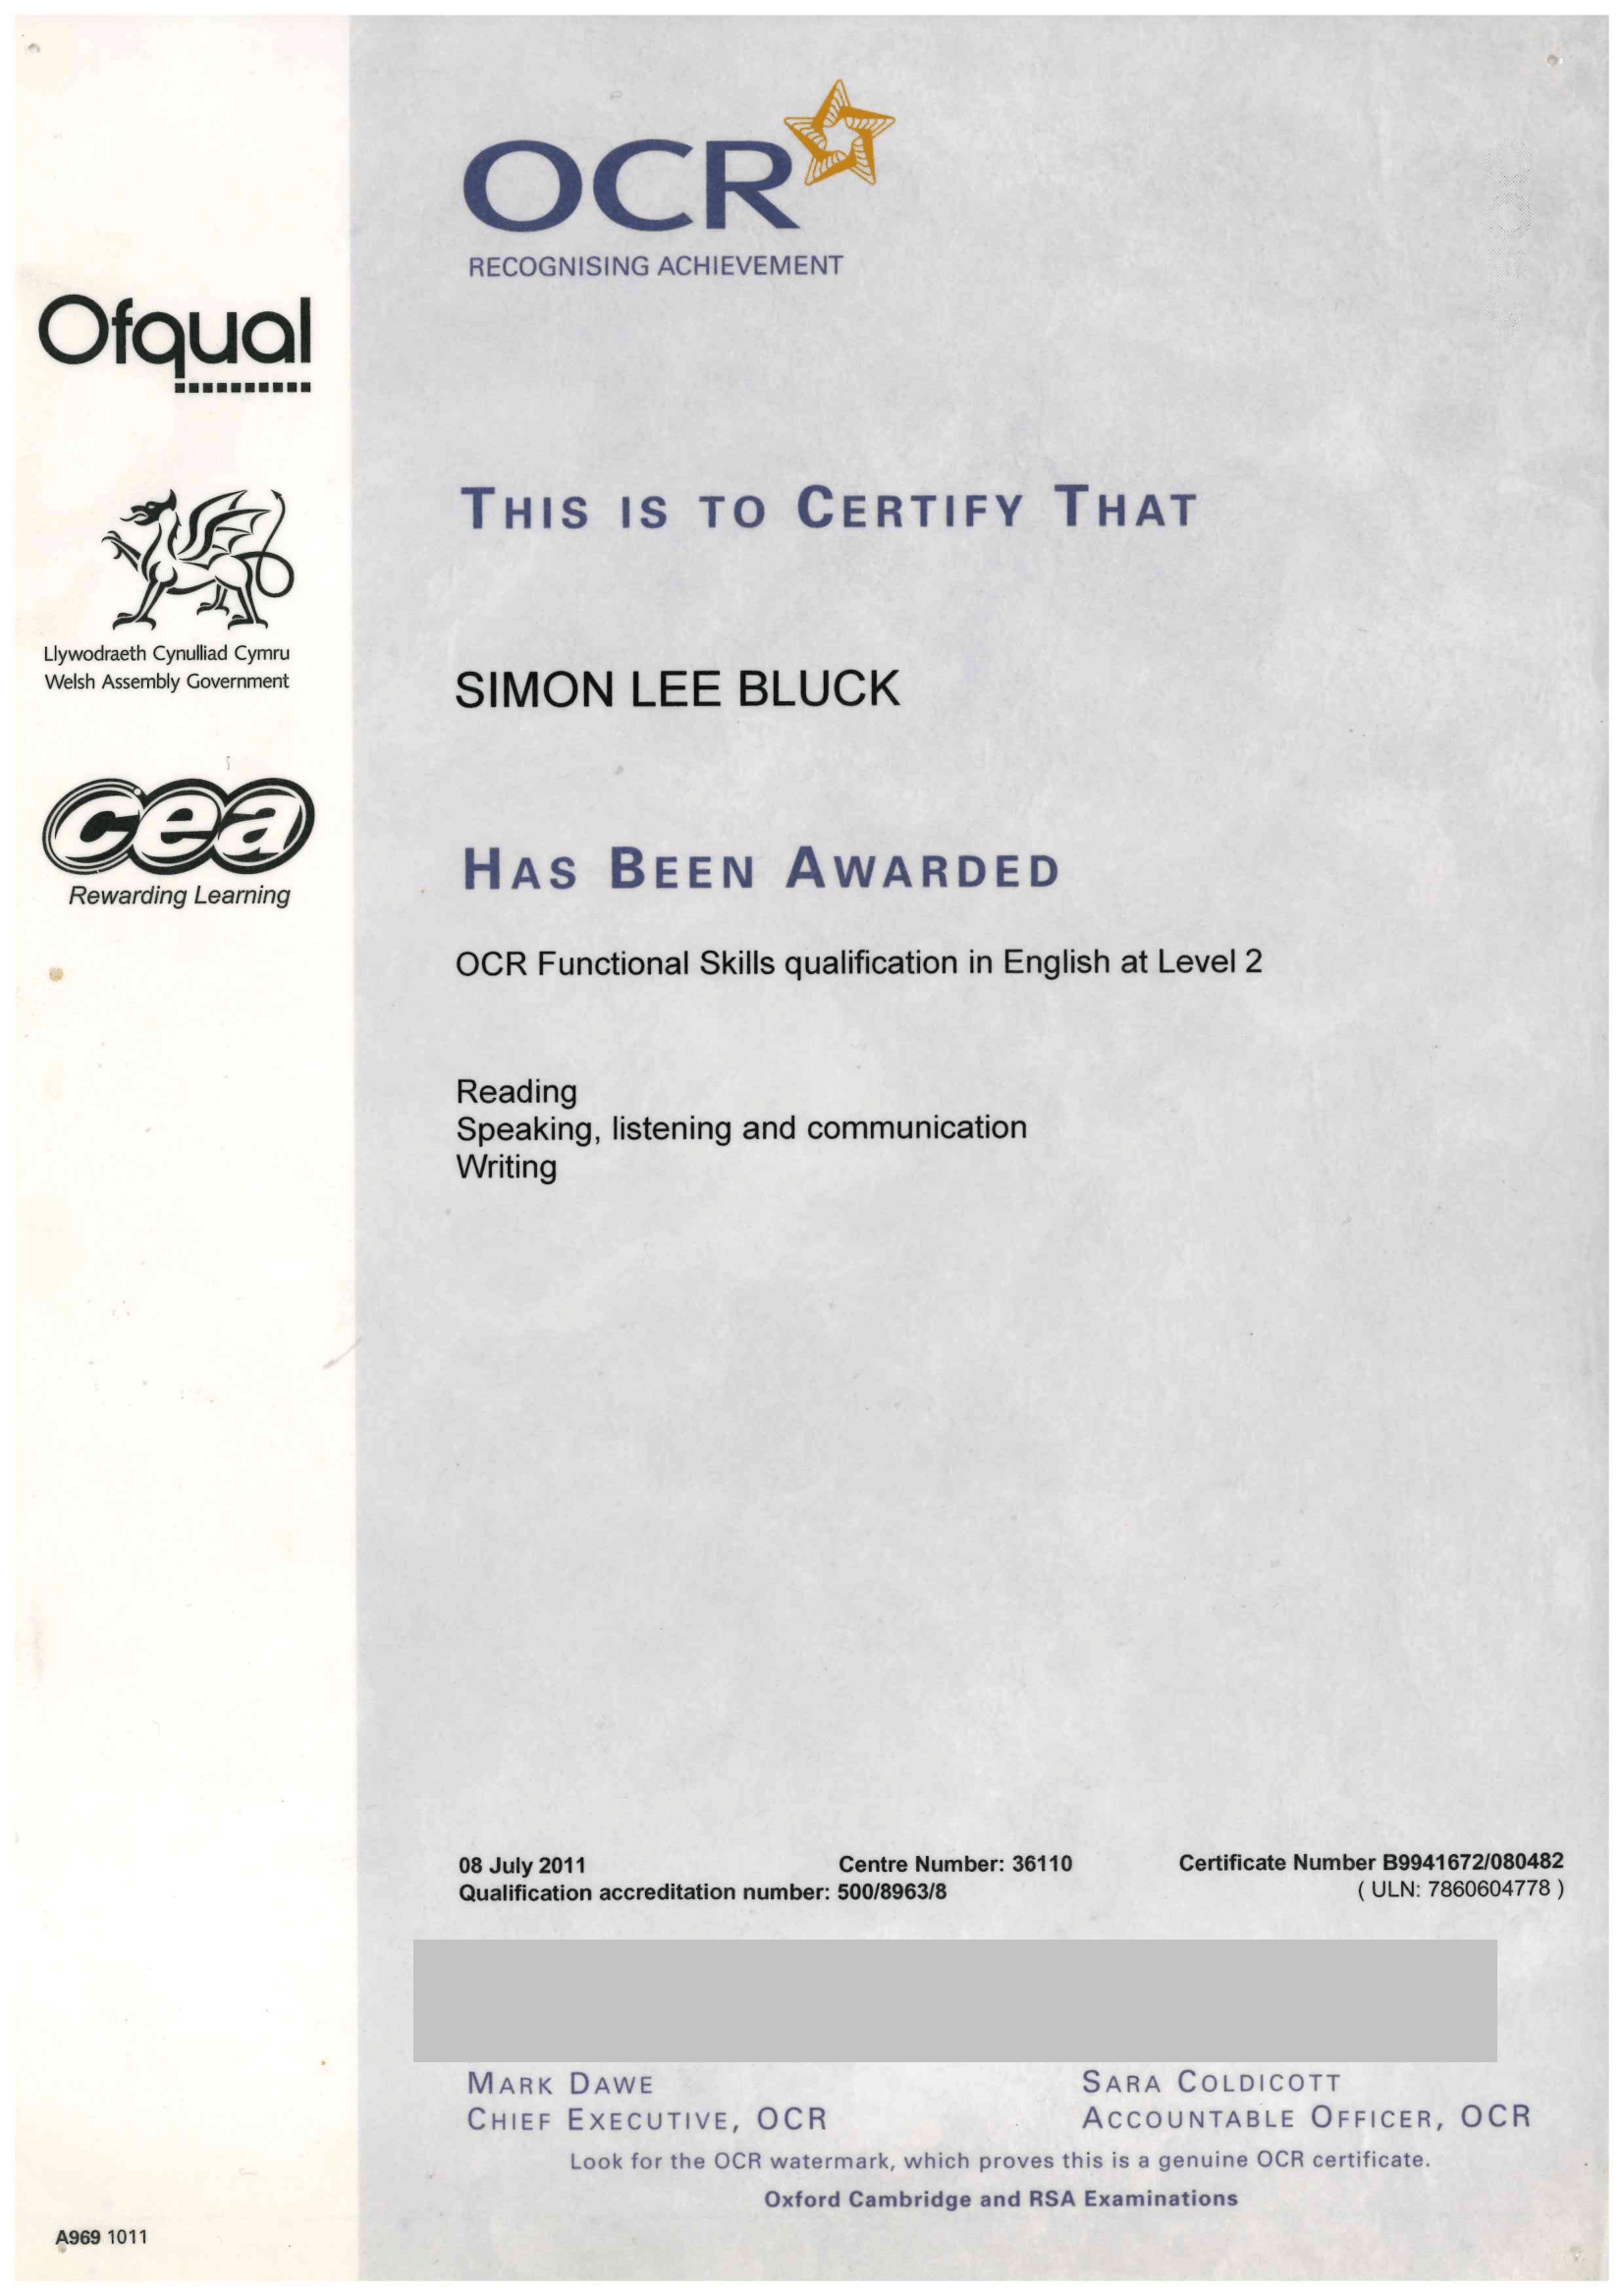 OCR
RECOGNISING ACHIEVEMENT
Ofqual
THIS IS TO CERTIFY THAT
Llywodraeth Cynulliad Cymru
Welsh Assembly Government
SIMON LEE BLUCK
cea
Rewarding Learning
HAS BEEN AWARDED
OCR Functional Skills qualification in English at Level 2
Reading
Speaking, listening and communication
Writing
08 July 2011 Centre Number: 36110 Certificate Number B9941672/080482
Qualification accreditation number: 500/8963/8 ( ULN: 7860604778 )
MARK DAWE SARA COLDICOTT
CHIEF EXECUTIVE, OCR ACCOUNTABLE OFFICER, OCR
Look for the OCR watermark, which proves this is a genuine OCR certificate.
Oxford Cambridge and RSA Examinations
A969 1011